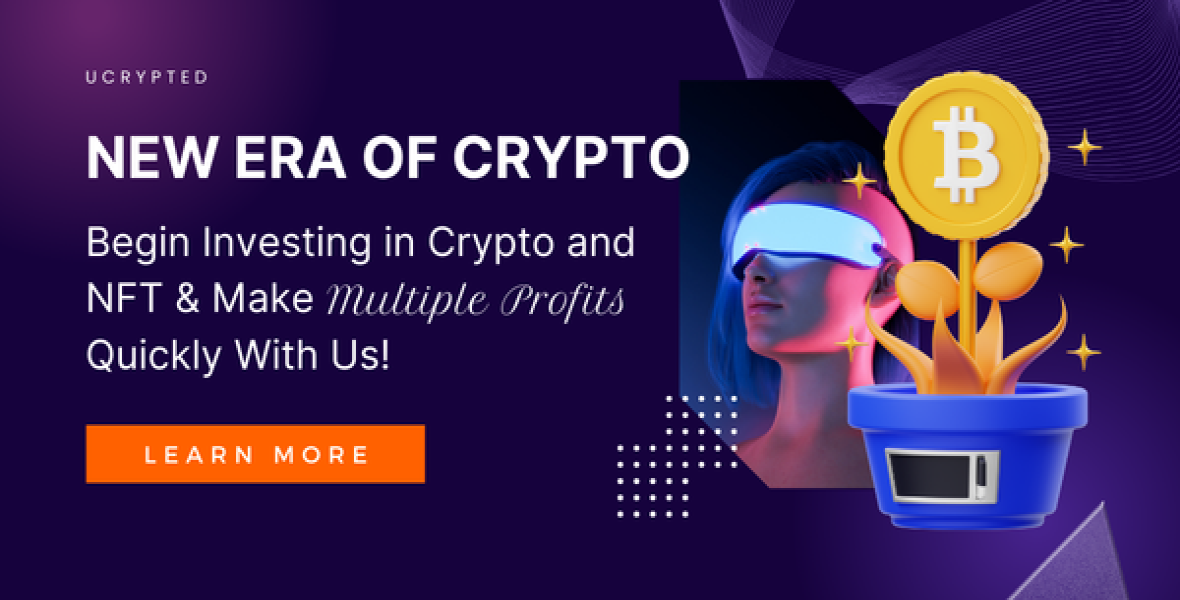 UCRYPTED
NEW ERA OF CRYPTO
Begin Investing in Crypto and
NFT & Make Multiple Profits
Quickly With Us!
LEARN MORE